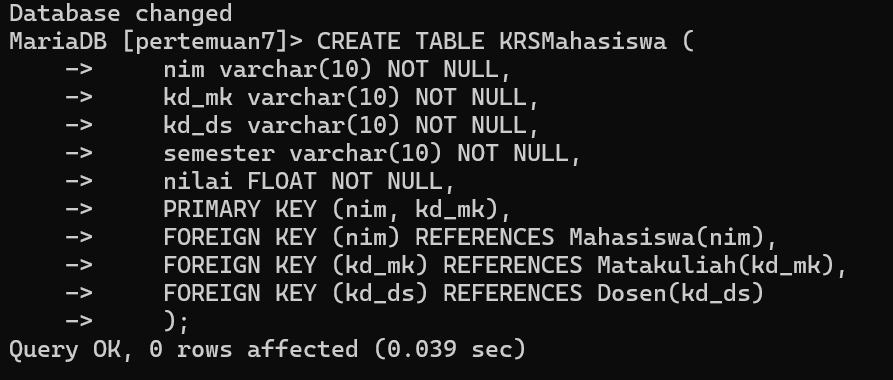 Database changed
MariaDB [pertemuan7]> CREATE TABLE KRSMahasiswa (
    ->     nim varchar(10) NOT NULL,
    ->     kd_mk varchar(10) NOT NULL,
    ->     kd_ds varchar(10) NOT NULL,
    ->     semester varchar(10) NOT NULL,
    ->     nilai FLOAT NOT NULL,
    ->     PRIMARY KEY (nim, kd_mk),
    ->     FOREIGN KEY (nim) REFERENCES Mahasiswa(nim),
    ->     FOREIGN KEY (kd_mk) REFERENCES Matakuliah(kd_mk),
    ->     FOREIGN KEY (kd_ds) REFERENCES Dosen(kd_ds)
    ->     );
Query OK, 0 rows affected (0.039 sec)